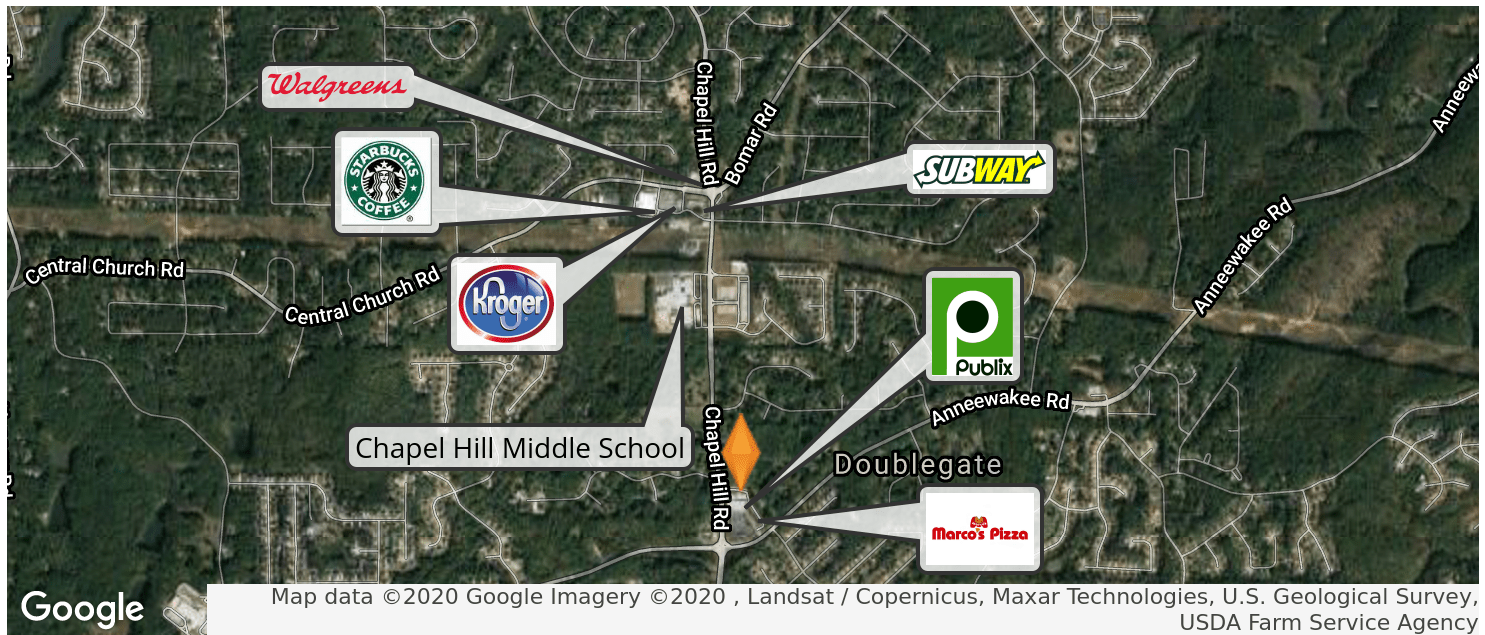 Walgreens
Chapel Hill Rd
Bomar Rd
STARBUCKS
COFFEE
®
SUBWAY
Anneewakee Rd
Central Church Rd
Central Church Rd
Kroger
Publix
Anneewakee Rd
Chapel Hill Middle School
Chapel Hill Rd
Doublegate
Marco's Pizza
Google
Map data ©2020 Google Imagery ©2020 , Landsat / Copernicus, Maxar Technologies, U.S. Geological Survey,
USDA Farm Service Agency